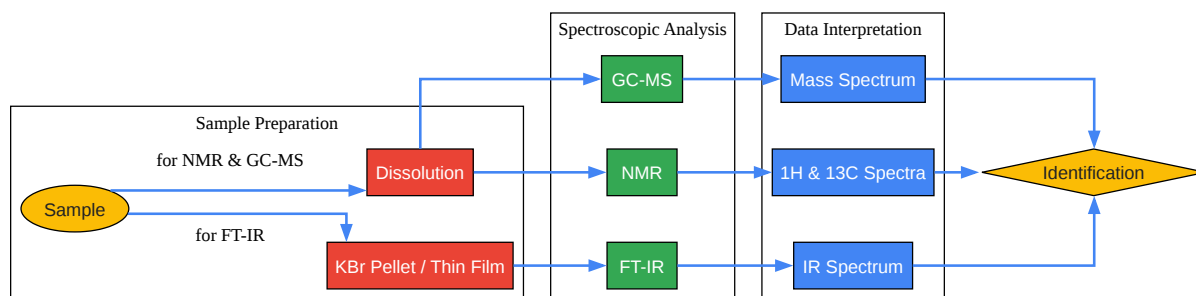 Spectroscopic Analysis
Data Interpretation
GC-MS
Mass Spectrum
Sample Preparation
for NMR & GC-MS
Dissolution
NMR
1H & 13C Spectra
Identification
Sample
for FT-IR
KBr Pellet / Thin Film
FT-IR
IR Spectrum